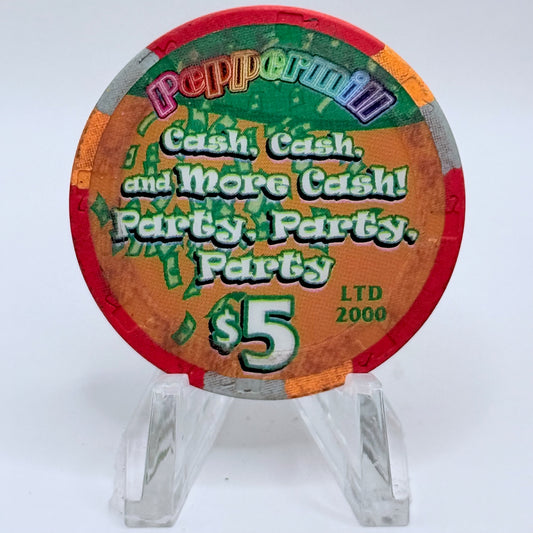 Peppermill
Cash, Cash,
and More Cash!
Party, Party,
Party
$5
LTD
2000